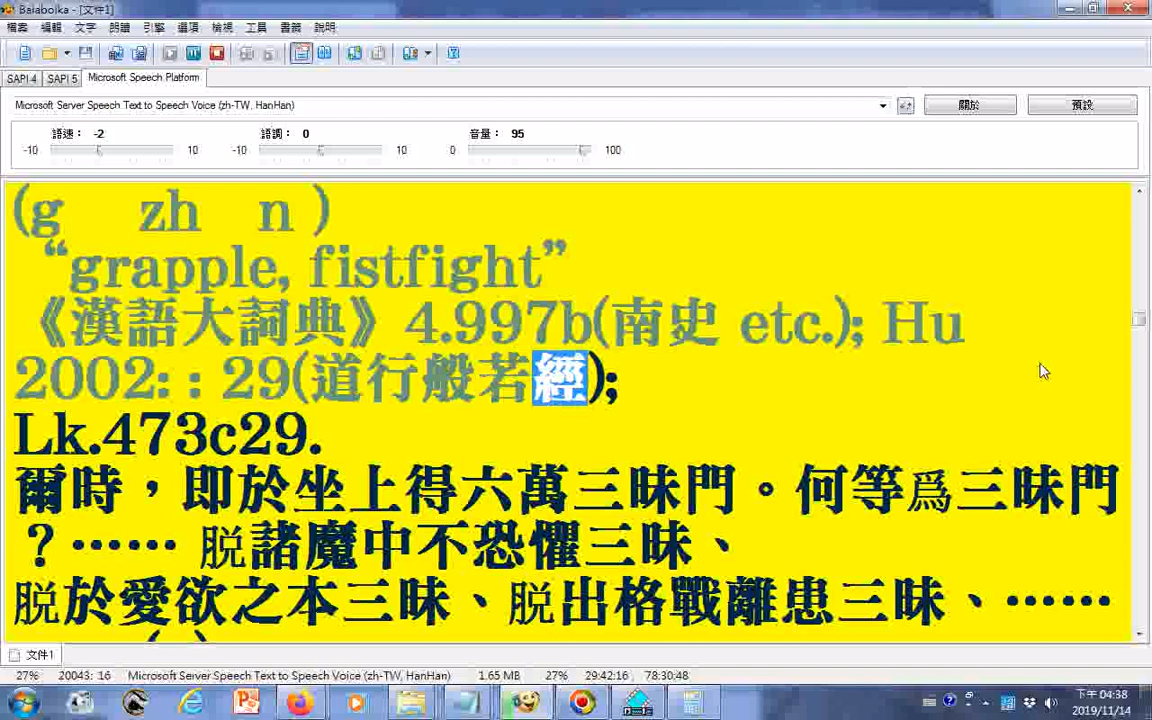 Balabolka - [文件1]
檔案 編輯 文字 朗讀 引擎 選項 檢視 工具 書籤 說明
SAPI 4 SAPI 5 Microsoft Speech Platform
Microsoft Server Speech Text to Speech Voice (zh-TW, HanHan) 關於 預設
語速： -2 語調： 0 音量： 95
-10 10 -10 10 0 100
(g zh n )
“grapple, fistfight”
《漢語大詞典》4.997b(南史 etc.); Hu
2002: : 29(道行般若經);
Lk.473c29.
爾時，即於坐上得六萬三昧門。何等爲三昧門
？…… 脱諸魔中不恐懼三昧、
脱於愛欲之本三昧、脱出格戰離患三昧、……
文件1
27% 20043: 16 Microsoft Server Speech Text to Speech Voice (zh-TW, HanHan) 1.65 MB 27% 29:42:16 78:30:48
下午 04:38
2019/11/14